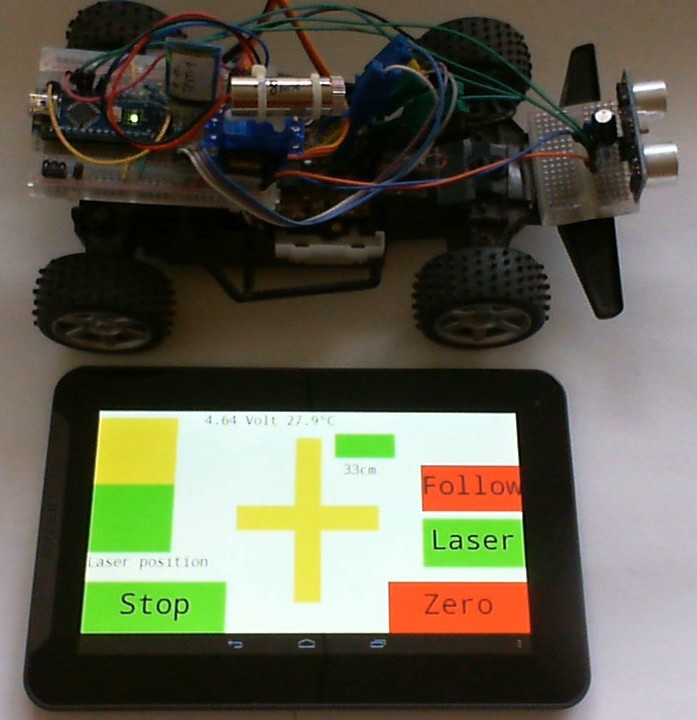 4.64 Volt 27.9°C
33cm
Follow
Laser
Laser position
Stop
Zero